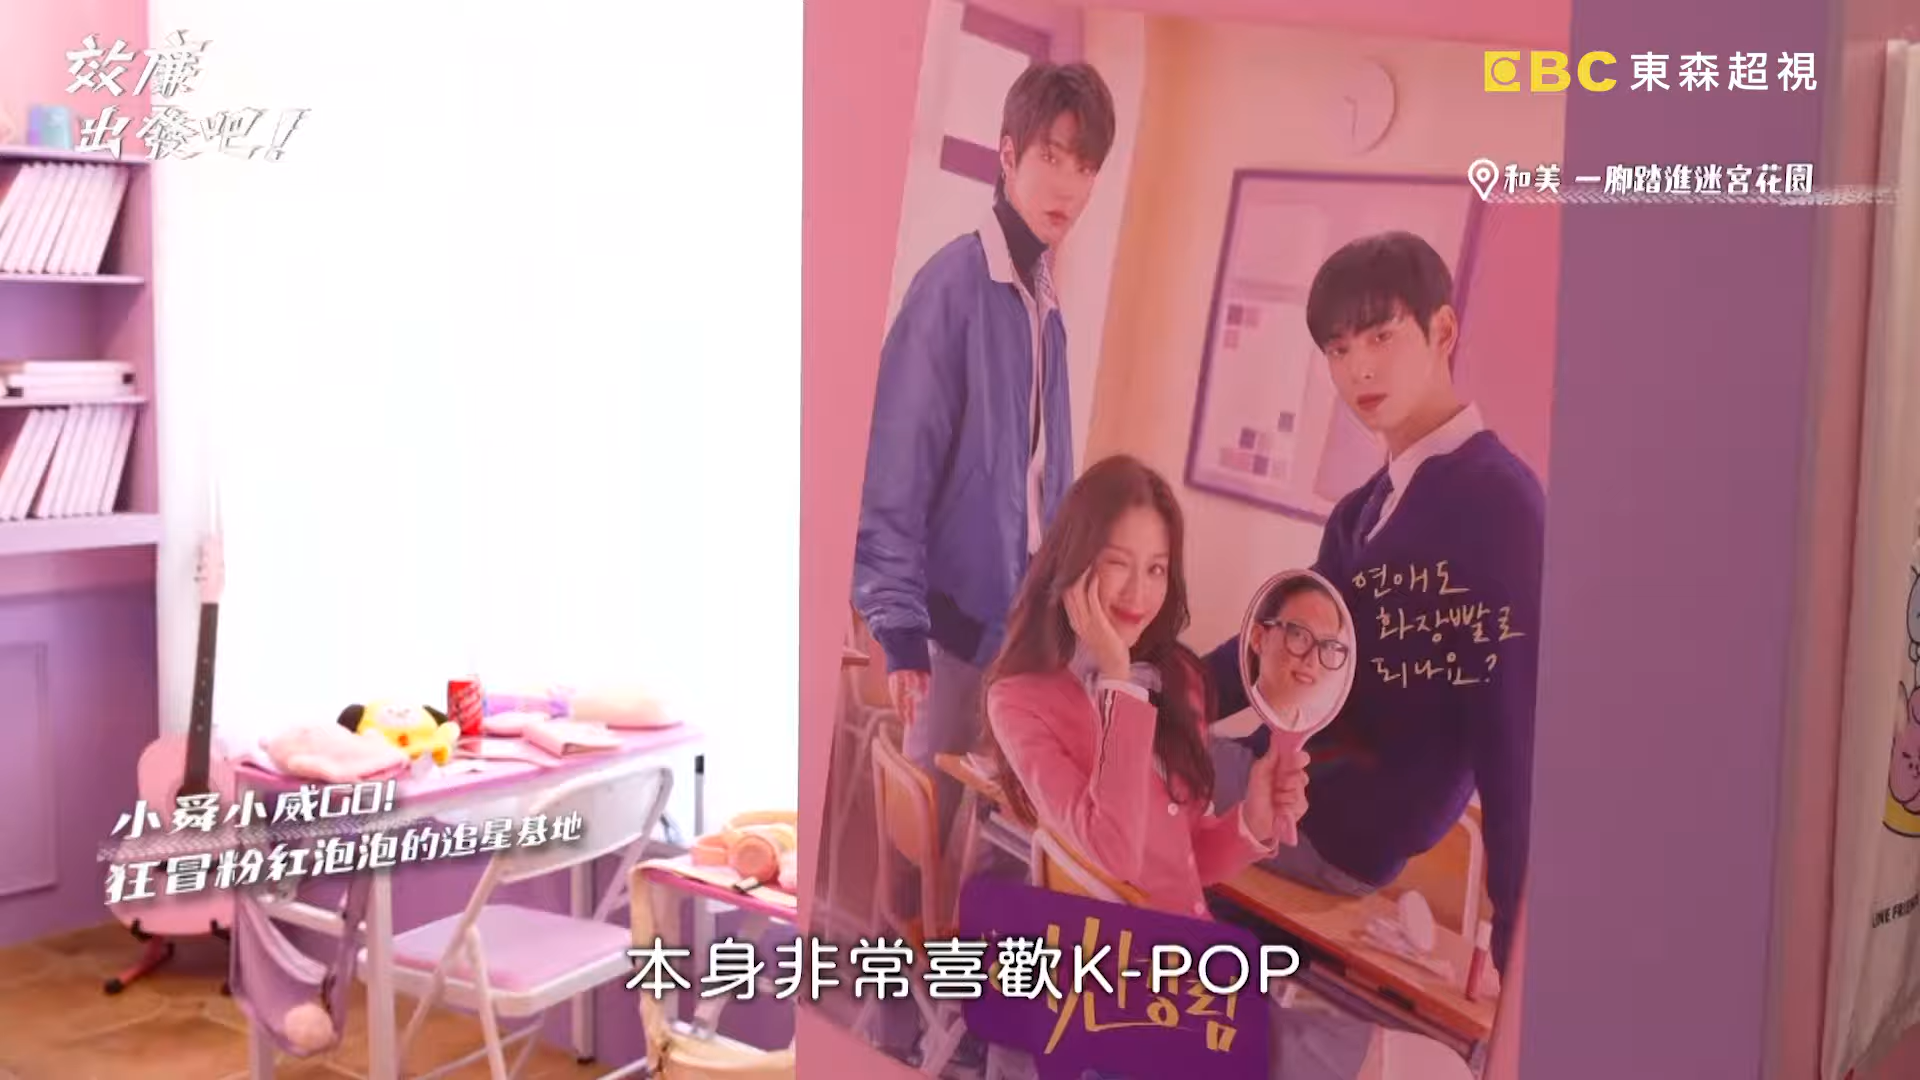 效廉
出發吧!
EBC 東森超視
和美 一腳踏進迷宮花園
연애도
화장빨로
되나요?
小舜小威GO!
狂冒粉紅泡泡的追星基地
本身非常喜歡K-POP